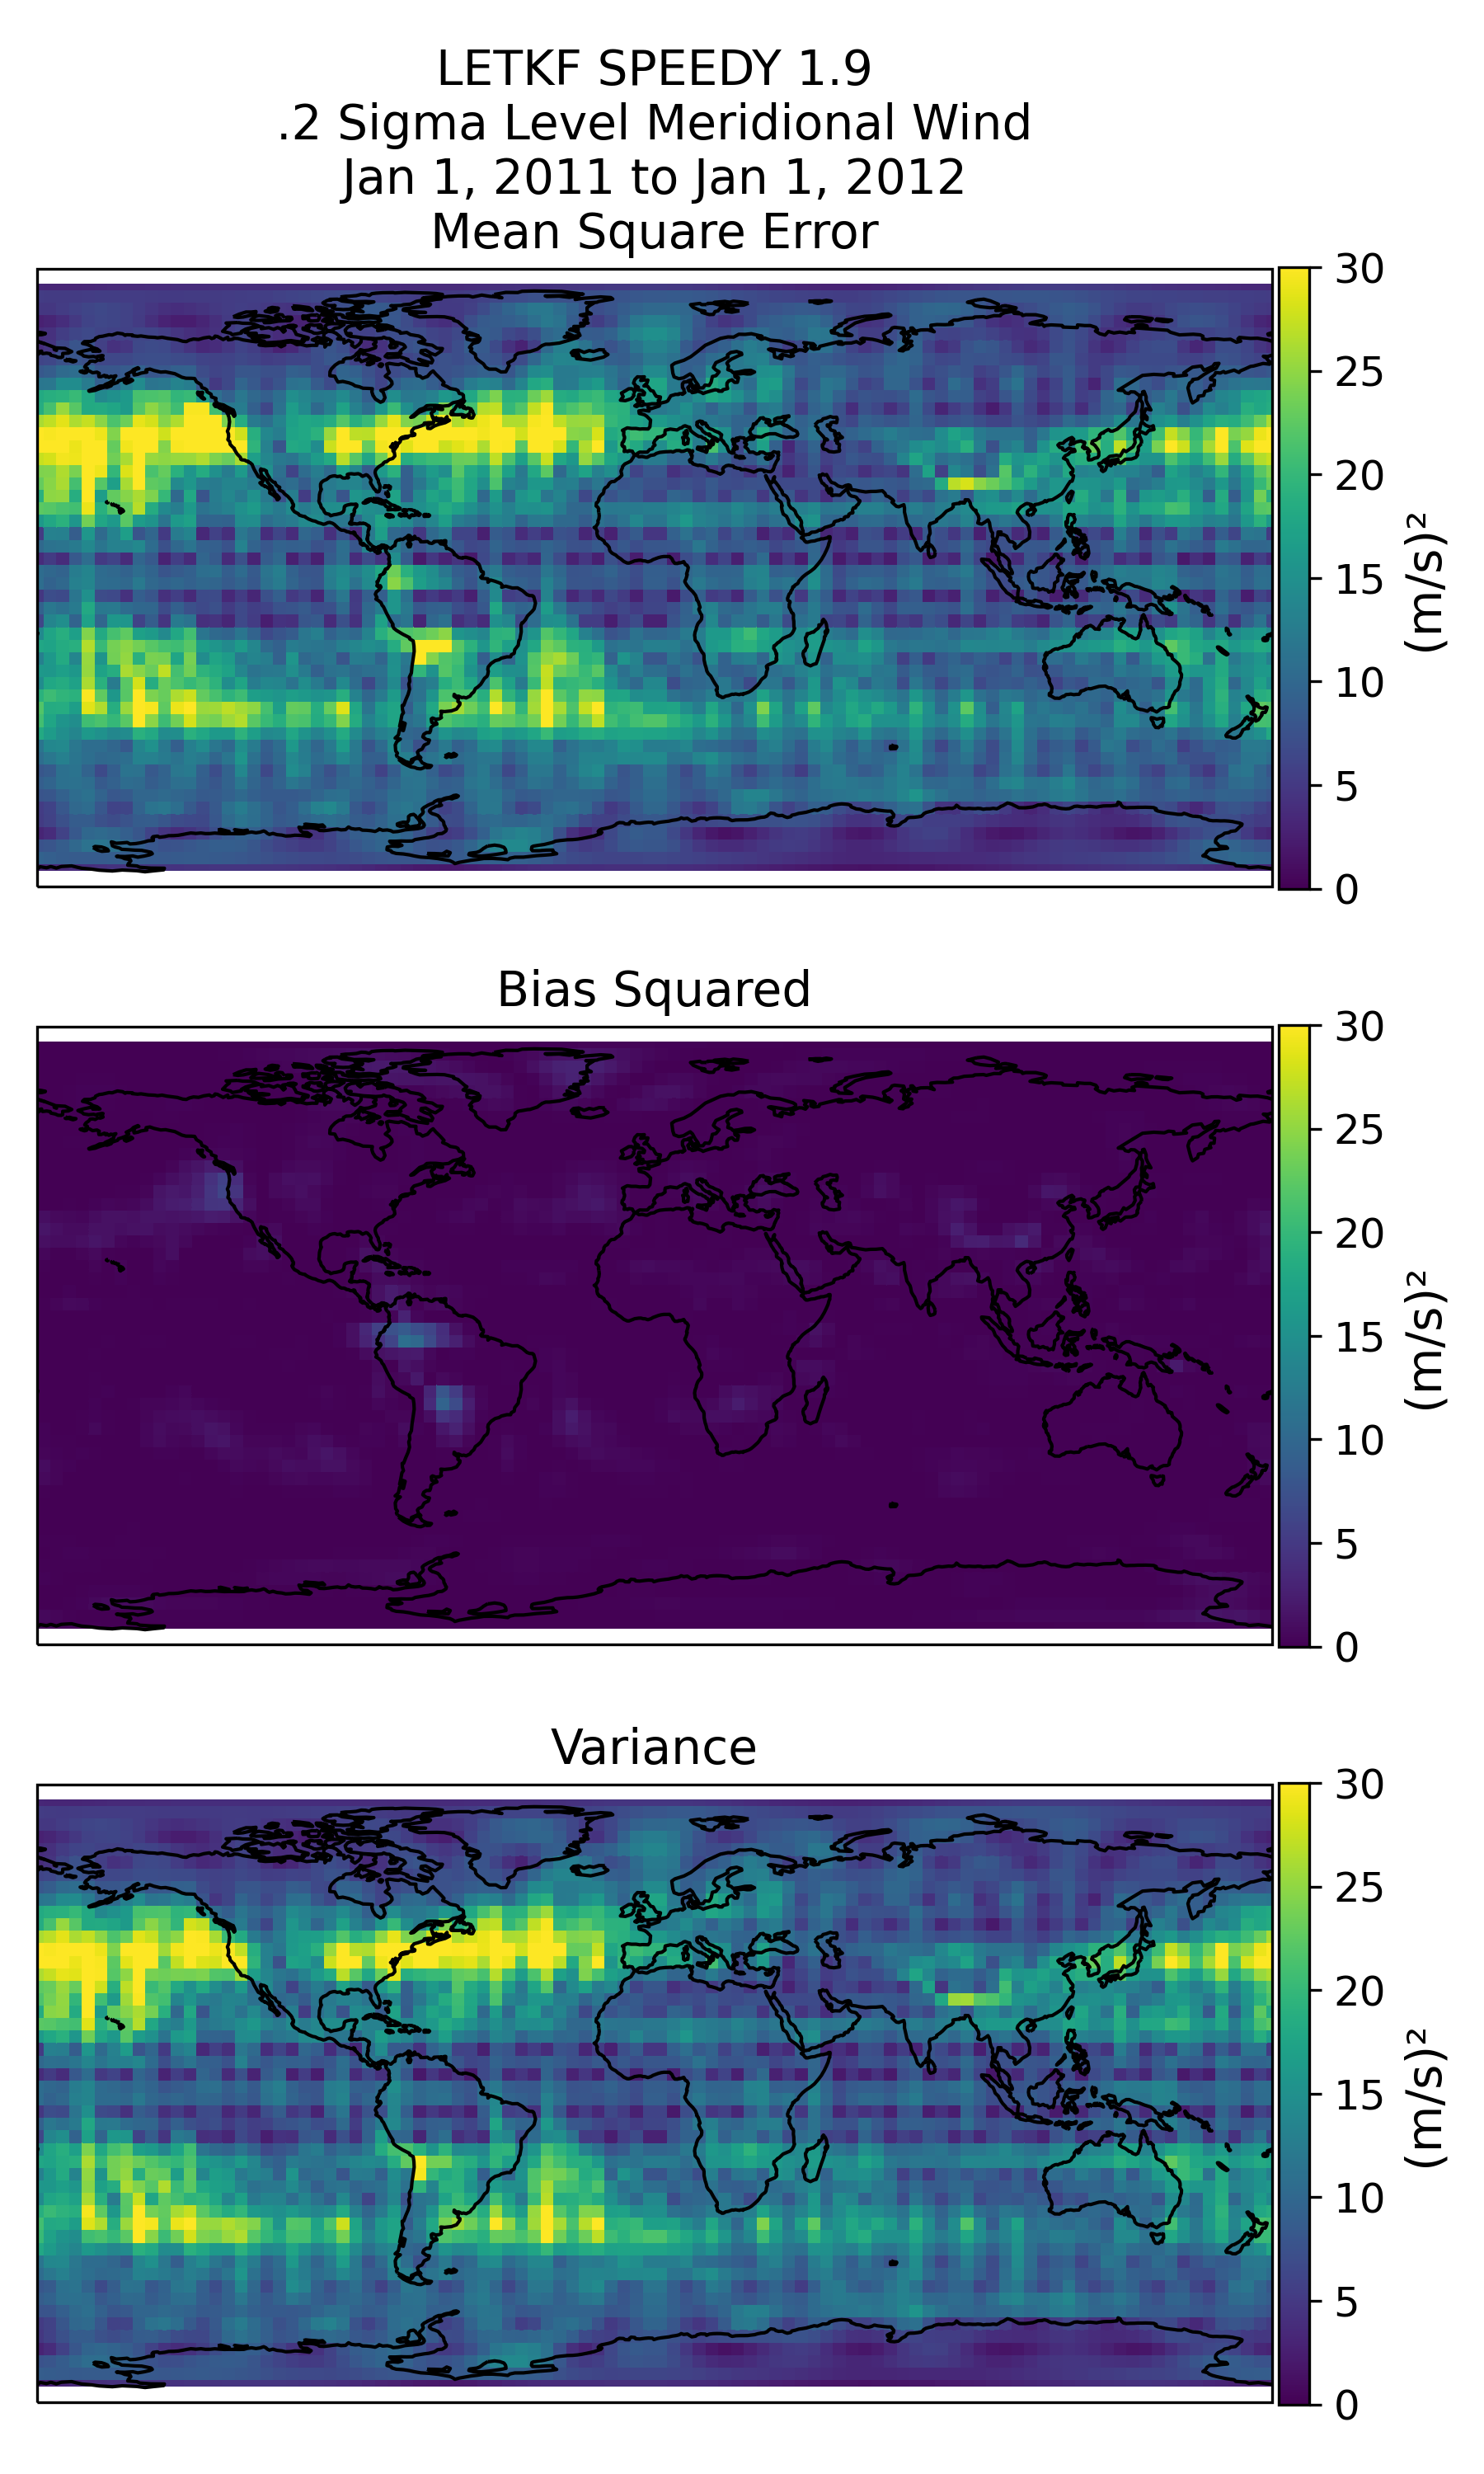 LETKF SPEEDY 1.9
.2 Sigma Level Meridional Wind
Jan 1, 2011 to Jan 1, 2012
Mean Square Error
30
25
20
15
10
5
0
(m/s)²
Bias Squared
30
25
20
15
10
5
0
(m/s)²
Variance
30
25
20
15
10
5
0
(m/s)²